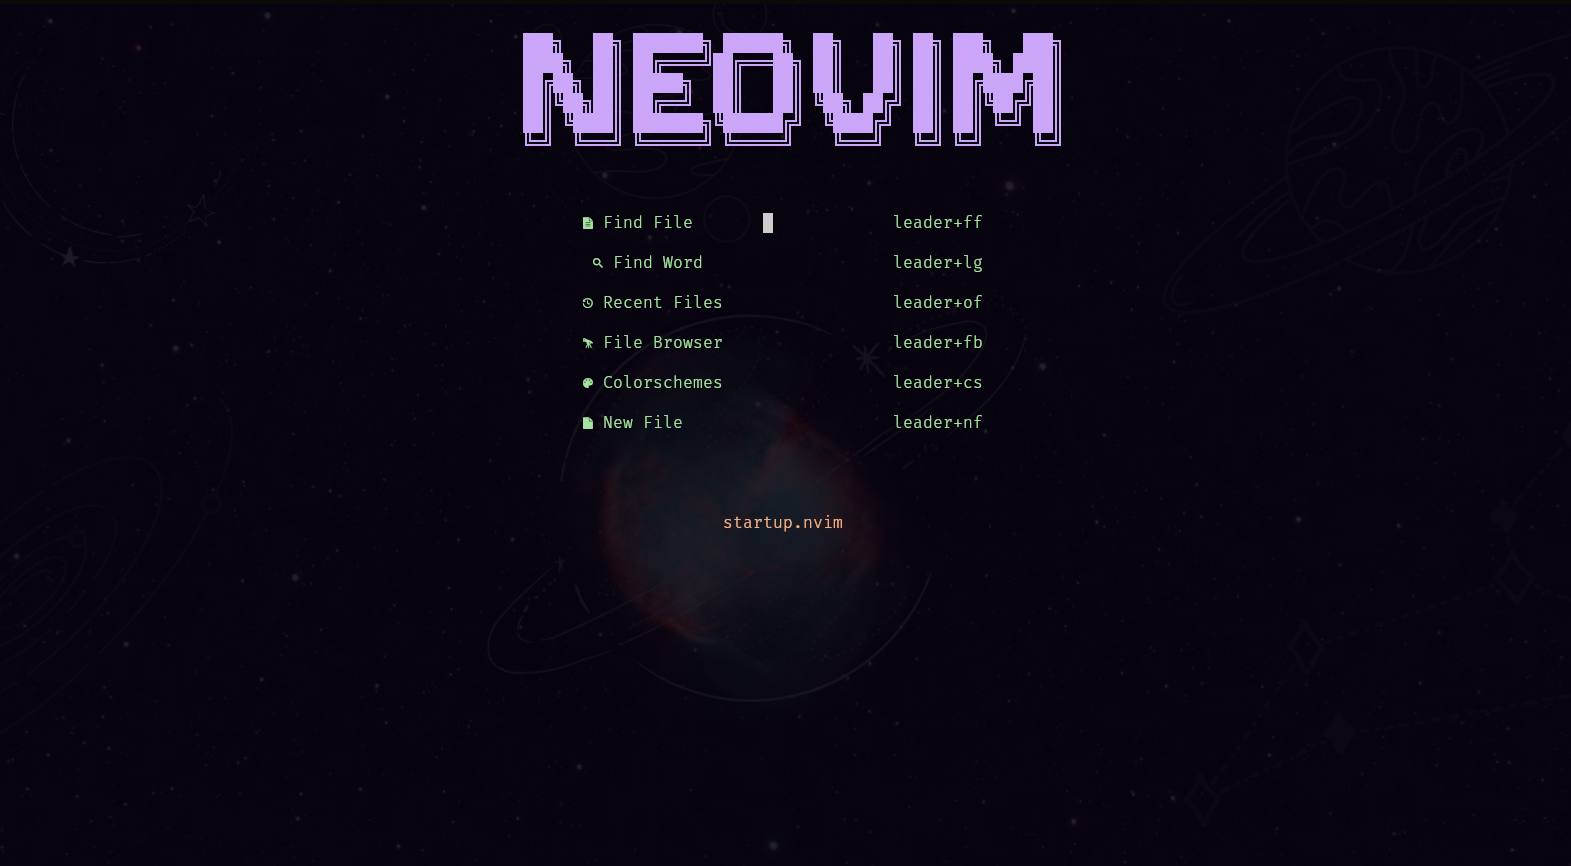 NEOVIM
Find File leader+ff
Find Word leader+lg
Recent Files leader+of
File Browser leader+fb
Colorschemes leader+cs
New File leader+nf
startup.nvim